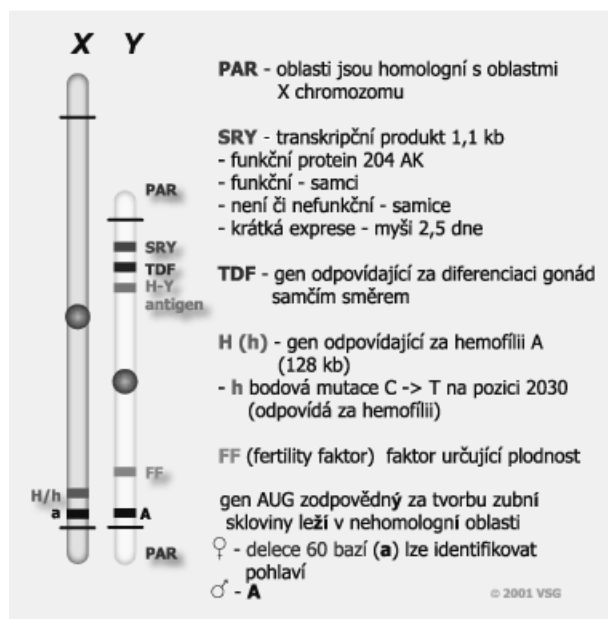 X Y
PAR - oblasti jsou homologní s oblastmi
X chromozomu
SRY - transkripční produkt 1,1 kb
- funkční protein 204 AK
- funkční - samci
- není či nefunkční - samice
- krátká exprese - myši 2,5 dne
PAR
SRY
TDF
H-Y
antigen
TDF - gen odpovídající za diferenciaci gonád
samčím směrem
H (h) - gen odpovídající za hemofílii A
(128 kb)
- h bodová mutace C -> T na pozici 2030
(odpovídá za hemofílii)
FF
FF (fertility faktor) faktor určující plodnost
H/h
a
A
gen AUG zodpovědný za tvorbu zubní
skloviny leží v nehomologní oblasti
PAR
♀ - delece 60 bazí (a) lze identifikovat
pohlaví
♂ - A
© 2001 VSG